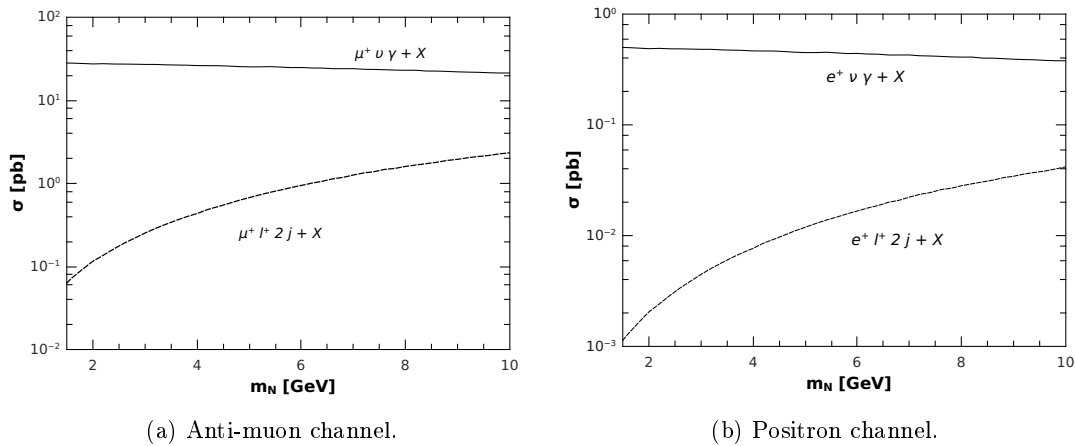 10²
10¹
10⁰
10⁻¹
10⁻²
σ [pb]
μ⁺ υ γ + X
μ⁺ l⁺ 2 j + X
2 4 6 8 10
m_N [GeV]
(a) Anti-muon channel.
10⁰
10⁻¹
10⁻²
10⁻³
σ [pb]
e⁺ ν γ + X
e⁺ l⁺ 2 j + X
2 4 6 8 10
m_N [GeV]
(b) Positron channel.